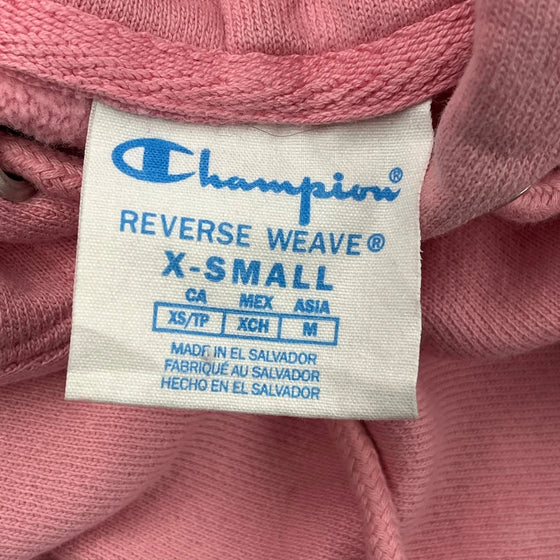 Champion®
REVERSE WEAVE®
X-SMALL
CA MEX ASIA
XS/TP XCH M
MADE IN EL SALVADOR
FABRIQUÉ AU SALVADOR
HECHO EN EL SALVADOR